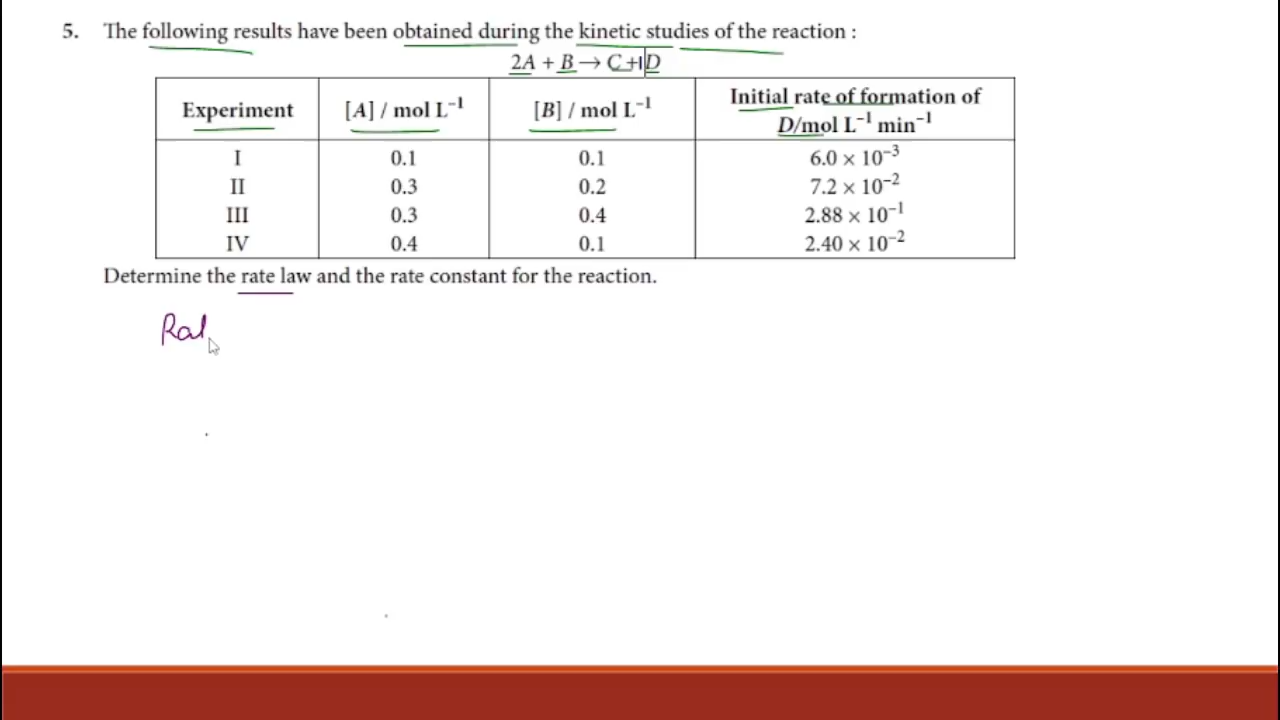 5. The following results have been obtained during the kinetic studies of the reaction :
2A + B → C + D
Experiment [A] / mol L⁻¹ [B] / mol L⁻¹ Initial rate of formation of D/mol L⁻¹ min⁻¹
I 0.1 0.1 6.0 × 10⁻³
II 0.3 0.2 7.2 × 10⁻²
III 0.3 0.4 2.88 × 10⁻¹
IV 0.4 0.1 2.40 × 10⁻²
Determine the rate law and the rate constant for the reaction.